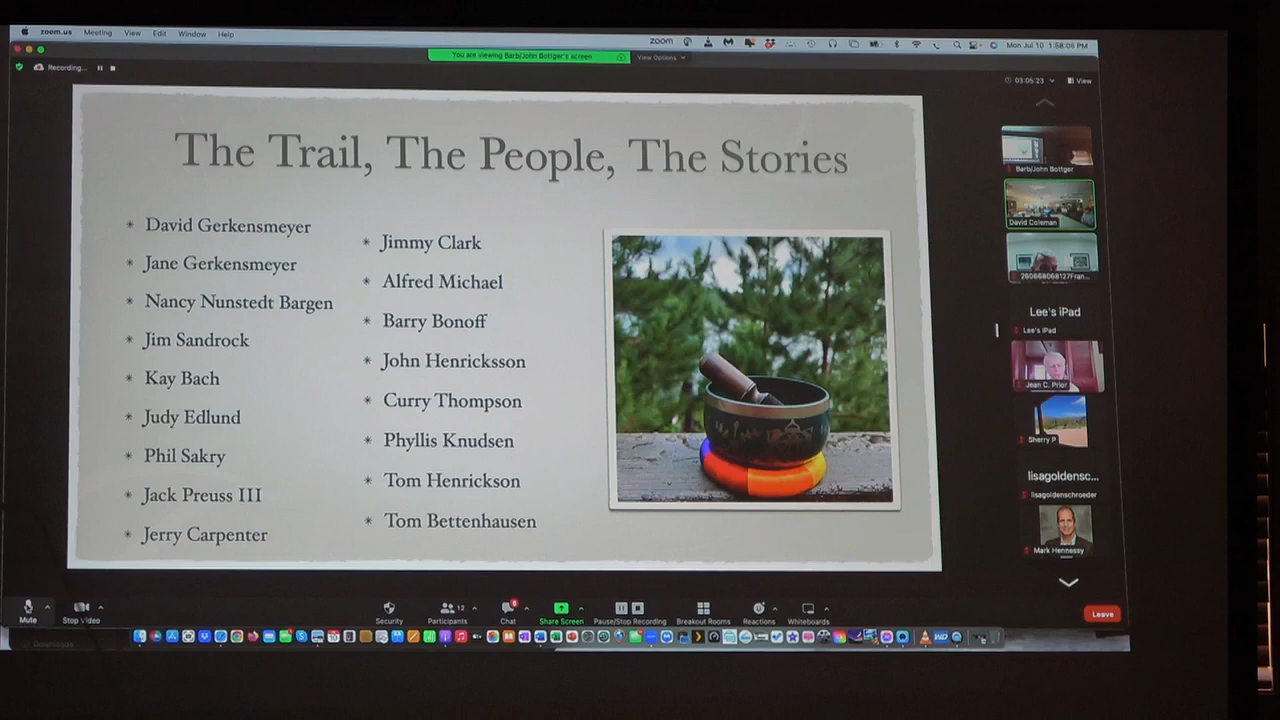 zoom.us Meeting View Edit Window Help
zoom
Mon Jul 10 1:58:06 PM
You are viewing Barb/John Bottger's screen
View Options
Recording...
03:05:23
View
The Trail, The People, The Stories
* David Gerkensmeyer
* Jane Gerkensmeyer
* Nancy Nunstedt Bargen
* Jim Sandrock
* Kay Bach
* Judy Edlund
* Phil Sakry
* Jack Preuss III
* Jerry Carpenter
* Jimmy Clark
* Alfred Michael
* Barry Bonoff
* John Henricksson
* Curry Thompson
* Phyllis Knudsen
* Tom Henrickson
* Tom Bettenhausen
Barb/John Bottger
David Coleman
260668068127Fran...
Lee's iPad
Lee's iPad
Jean C. Prior
Sherry P
lisagoldensc...
lisagoldenschroeder
Mark Hennessy
Mute
Stop Video
Security
Participants
12
Chat
Share Screen
Pause/Stop Recording
Breakout Rooms
Reactions
Whiteboards
Leave
Downloads